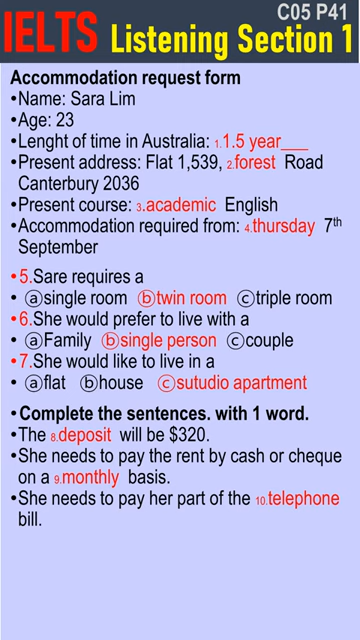 C05 P41
IELTS Listening Section 1
Accommodation request form
•Name: Sara Lim
•Age: 23
•Lenght of time in Australia: 1.1.5 year___
•Present address: Flat 1,539, 2.forest Road
Canterbury 2036
•Present course: 3.academic English
•Accommodation required from: 4.thursday 7th
September
•5.Sare requires a
• ⓐsingle room ⓑtwin room ⓒtriple room
•6.She would prefer to live with a
• ⓐFamily ⓑsingle person ⓒcouple
•7.She would like to live in a
• ⓐflat ⓑhouse ⓒsutudio apartment
•Complete the sentences. with 1 word.
•The 8.deposit will be $320.
•She needs to pay the rent by cash or cheque
on a 9.monthly basis.
•She needs to pay her part of the 10.telephone
bill.